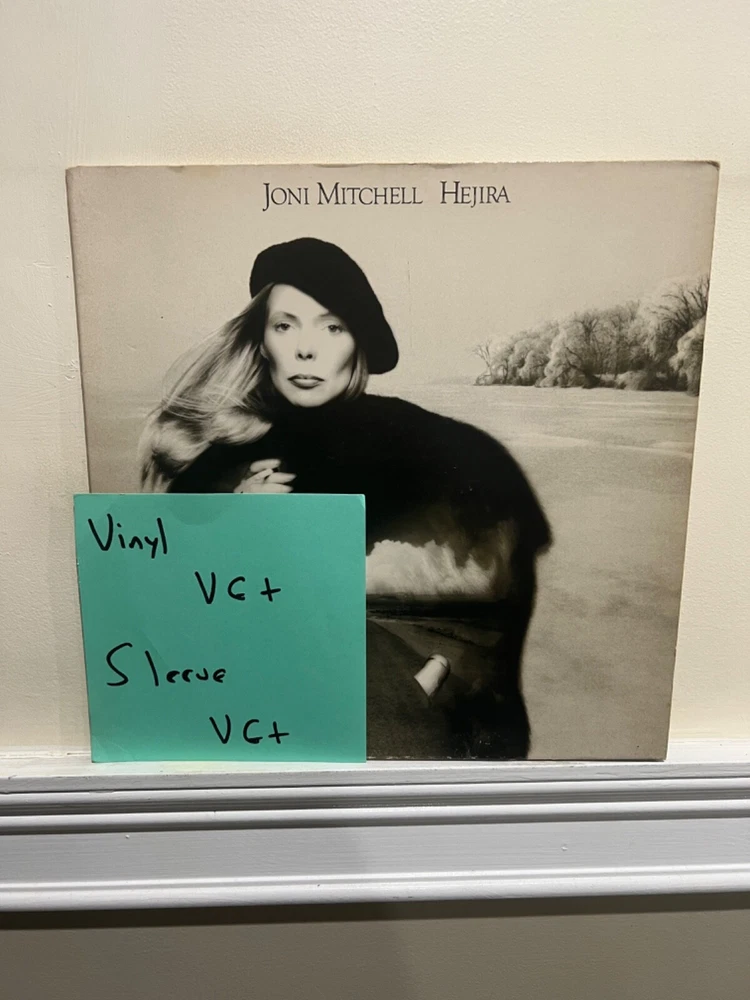 JONI MITCHELL HEJIRA
Vinyl
VG+
Sleeve
VG+